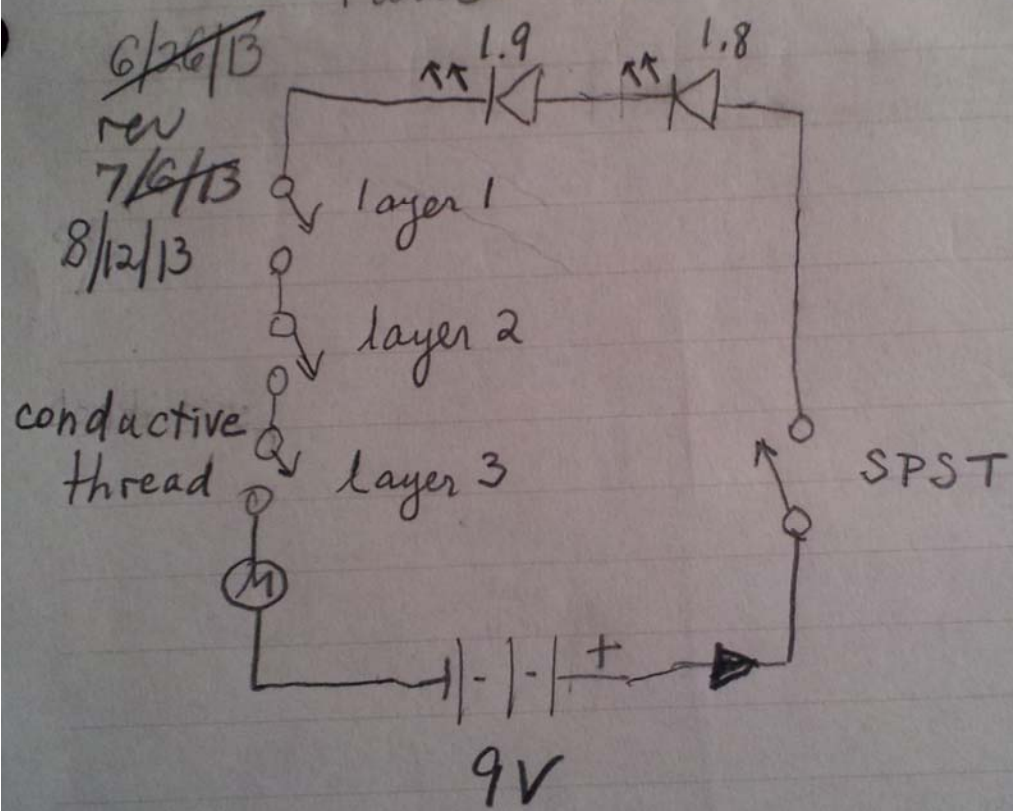 6/26/13
rev
7/6/13
8/12/13
1.9
1.8
layer 1
layer 2
conductive
thread
layer 3
SPST
M
+
9V